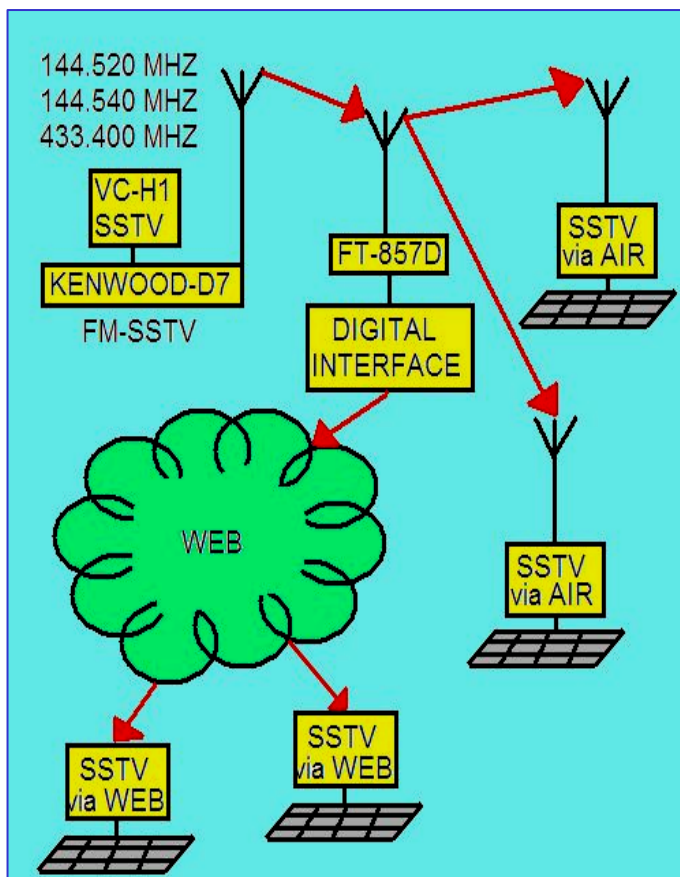 144.520 MHZ
144.540 MHZ
433.400 MHZ
VC-H1
SSTV
KENWOOD-D7
FM-SSTV
FT-857D
DIGITAL
INTERFACE
SSTV
via AIR
SSTV
via AIR
WEB
SSTV
via WEB
SSTV
via WEB